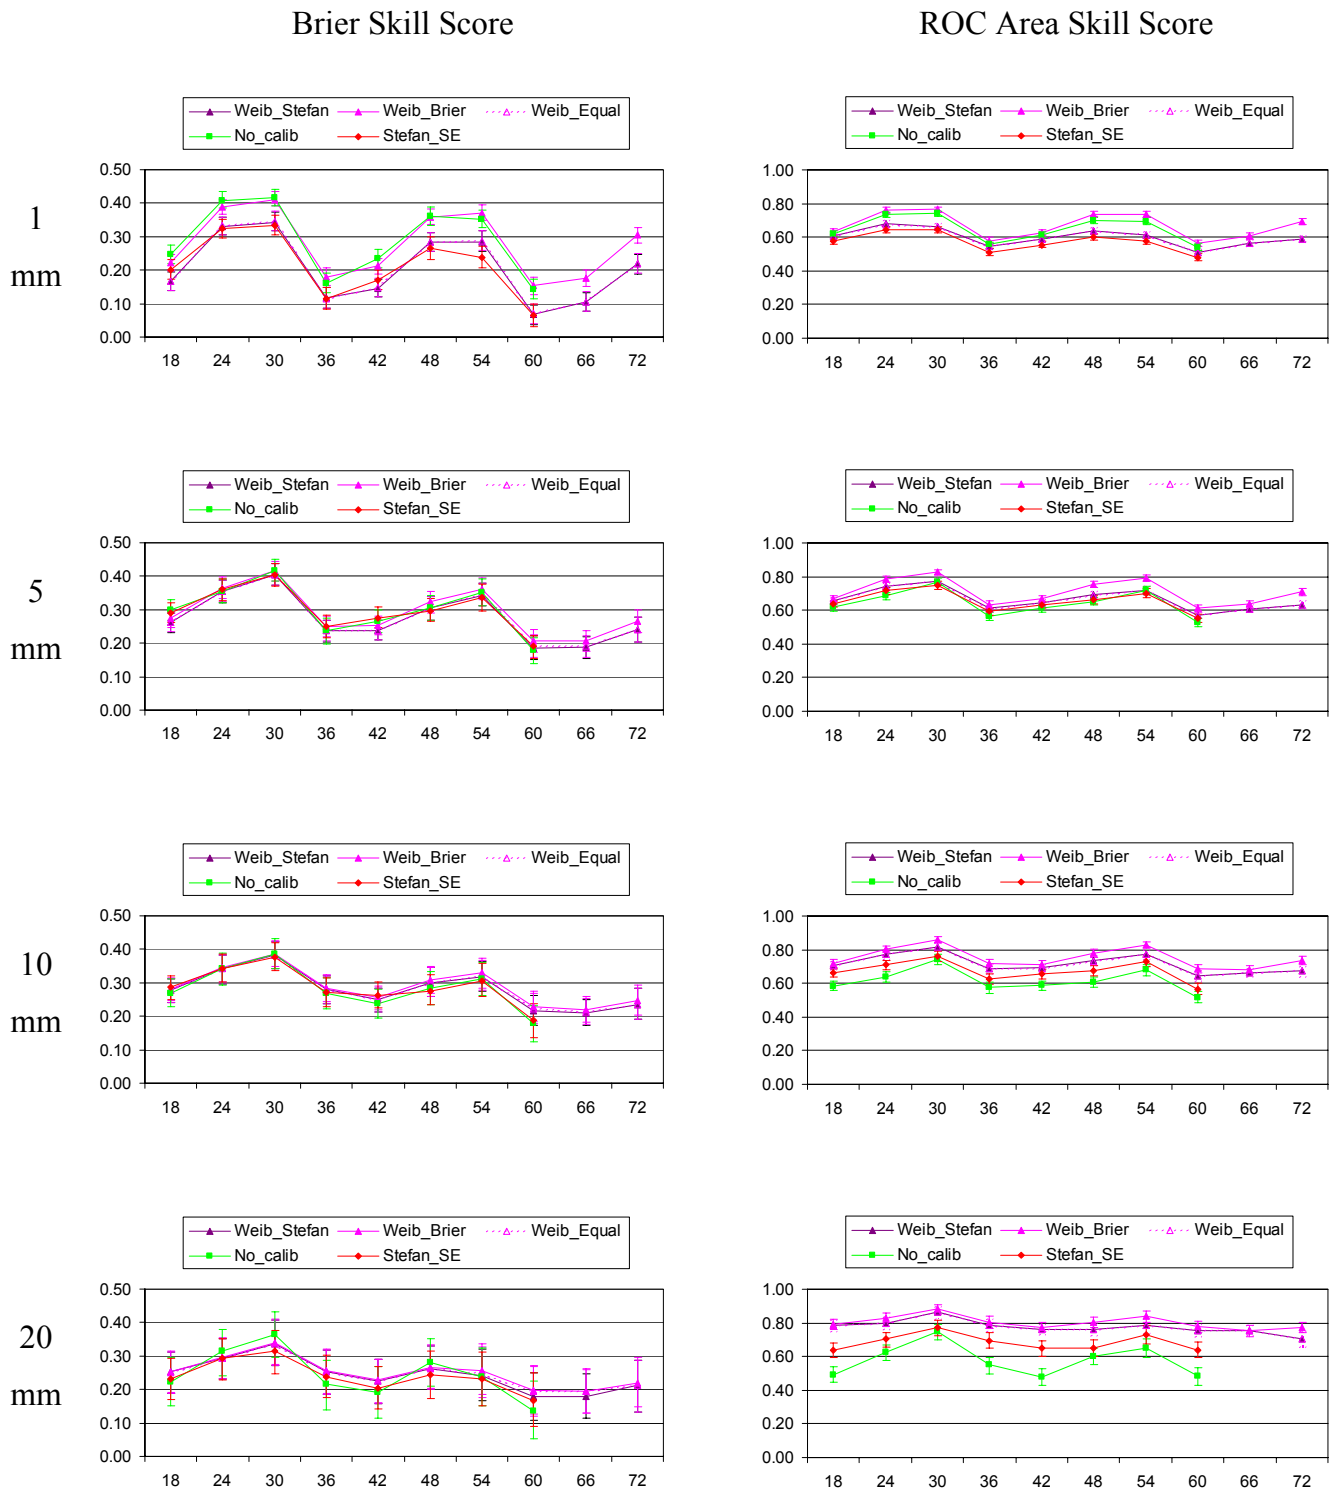 Brier Skill Score
ROC Area Skill Score
1
mm
Weib_Stefan Weib_Brier Weib_Equal
No_calib Stefan_SE
0.50
0.40
0.30
0.20
0.10
0.00
18 24 30 36 42 48 54 60 66 72
Weib_Stefan Weib_Brier Weib_Equal
No_calib Stefan_SE
1.00
0.80
0.60
0.40
0.20
0.00
18 24 30 36 42 48 54 60 66 72
5
mm
Weib_Stefan Weib_Brier Weib_Equal
No_calib Stefan_SE
0.50
0.40
0.30
0.20
0.10
0.00
18 24 30 36 42 48 54 60 66 72
Weib_Stefan Weib_Brier Weib_Equal
No_calib Stefan_SE
1.00
0.80
0.60
0.40
0.20
0.00
18 24 30 36 42 48 54 60 66 72
10
mm
Weib_Stefan Weib_Brier Weib_Equal
No_calib Stefan_SE
0.50
0.40
0.30
0.20
0.10
0.00
18 24 30 36 42 48 54 60 66 72
Weib_Stefan Weib_Brier Weib_Equal
No_calib Stefan_SE
1.00
0.80
0.60
0.40
0.20
0.00
18 24 30 36 42 48 54 60 66 72
20
mm
Weib_Stefan Weib_Brier Weib_Equal
No_calib Stefan_SE
0.50
0.40
0.30
0.20
0.10
0.00
18 24 30 36 42 48 54 60 66 72
Weib_Stefan Weib_Brier Weib_Equal
No_calib Stefan_SE
1.00
0.80
0.60
0.40
0.20
0.00
18 24 30 36 42 48 54 60 66 72